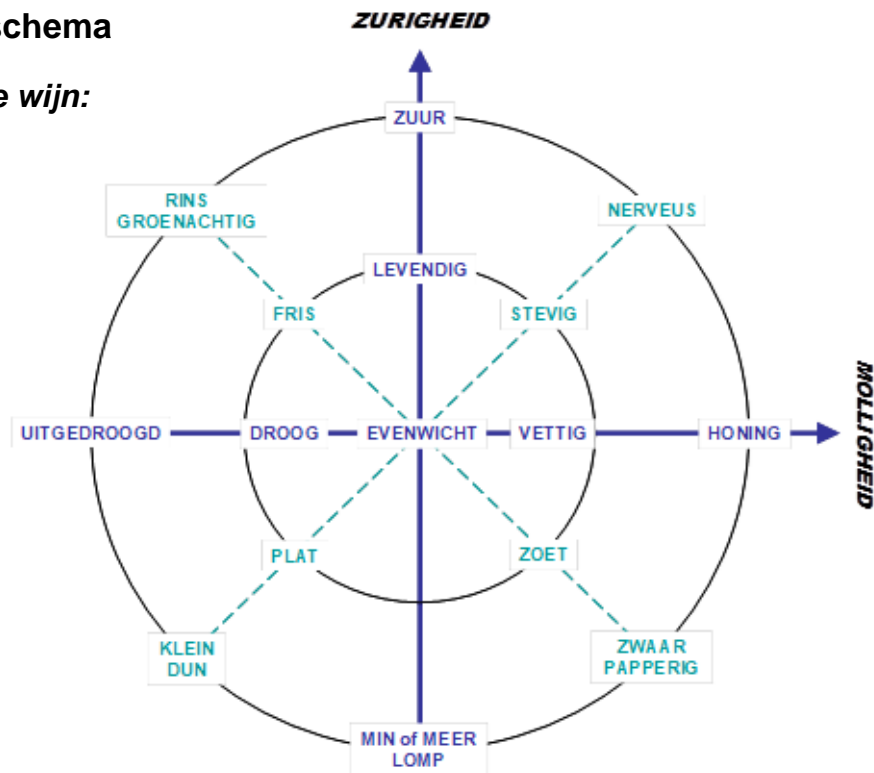 schema
ZURIGHEID
e wijn:
ZUUR
RINS
GROENACHTIG
NERVEUS
LEVENDIG
FRIS
STEVIG
MOLLIGHEID
UITGEDROOGD
DROOG
EVENWICHT
VETTIG
HONING
PLAT
ZOET
KLEIN
DUN
ZWAAR
PAPPERIG
MIN of MEER
LOMP